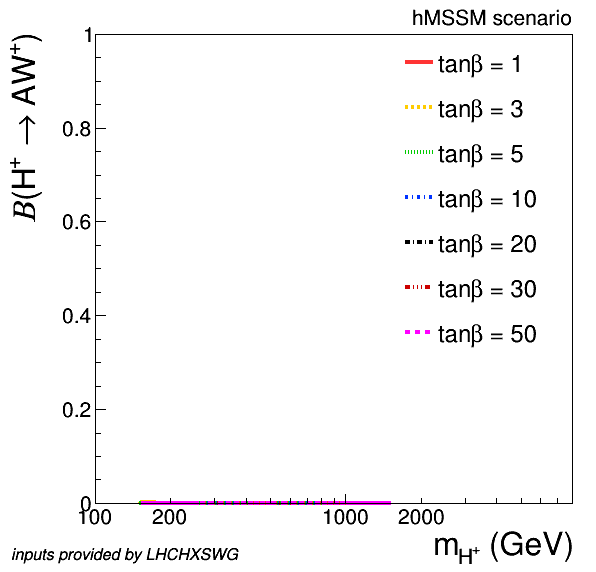 hMSSM scenario
B(H⁺ → AW⁺)
1
0.8
0.6
0.4
0.2
0
tanβ = 1
tanβ = 3
tanβ = 5
tanβ = 10
tanβ = 20
tanβ = 30
tanβ = 50
100 200 1000 2000
m_H⁺ (GeV)
inputs provided by LHCHXSWG